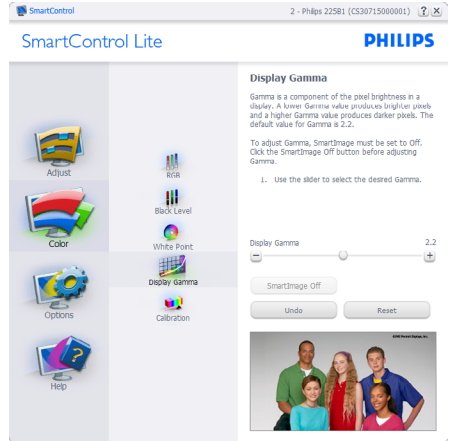 SmartControl
2 - Philips 225B1 (CS30715000001)
? X
SmartControl Lite
PHILIPS
Adjust
Color
Options
Help
RGB
Black Level
White Point
Display Gamma
Calibration
Display Gamma
Gamma is a component of the pixel brightness in a
display. A lower Gamma value produces brighter pixels
and a higher Gamma value produces darker pixels. The
default value for Gamma is 2.2.
To adjust Gamma, SmartImage must be set to Off.
Click the SmartImage Off button before adjusting
Gamma.
1. Use the slider to select the desired Gamma.
Display Gamma 2.2
SmartImage Off
Undo Reset